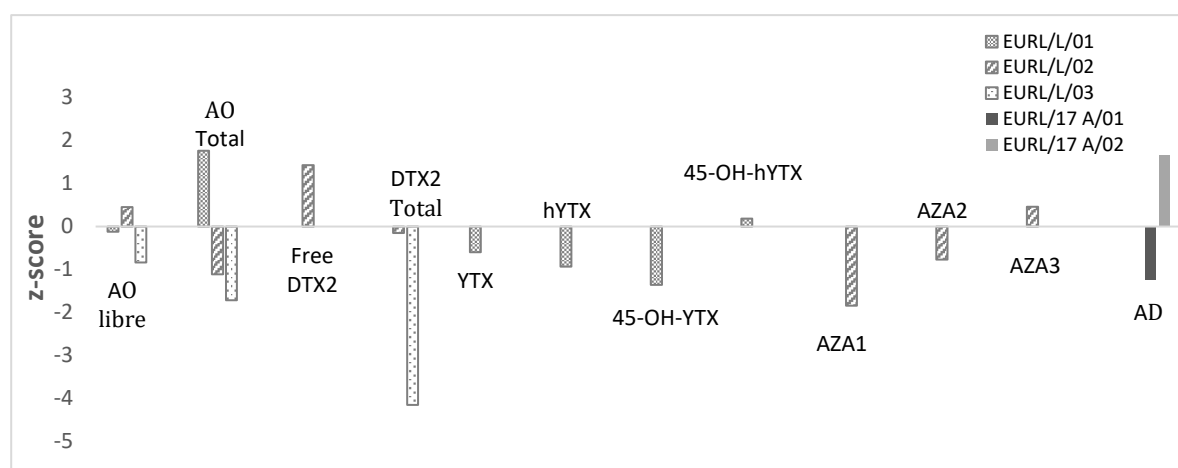 EURL/L/01
EURL/L/02
EURL/L/03
EURL/17 A/01
EURL/17 A/02
z-score
3
2
1
0
-1
-2
-3
-4
-5
AO
libre
AO
Total
Free
DTX2
DTX2
Total
YTX
hYTX
45-OH-YTX
45-OH-hYTX
AZA1
AZA2
AZA3
AD